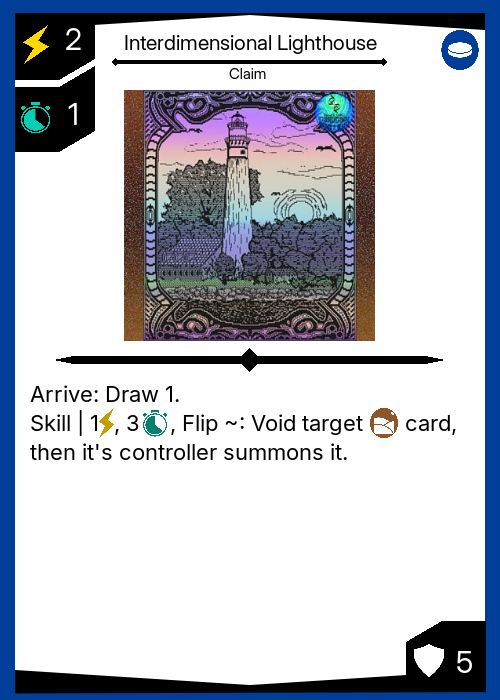 2
Interdimensional Lighthouse
Claim
1
Arrive: Draw 1.
Skill | 1, 3, Flip ~: Void target card,
then it's controller summons it.
5